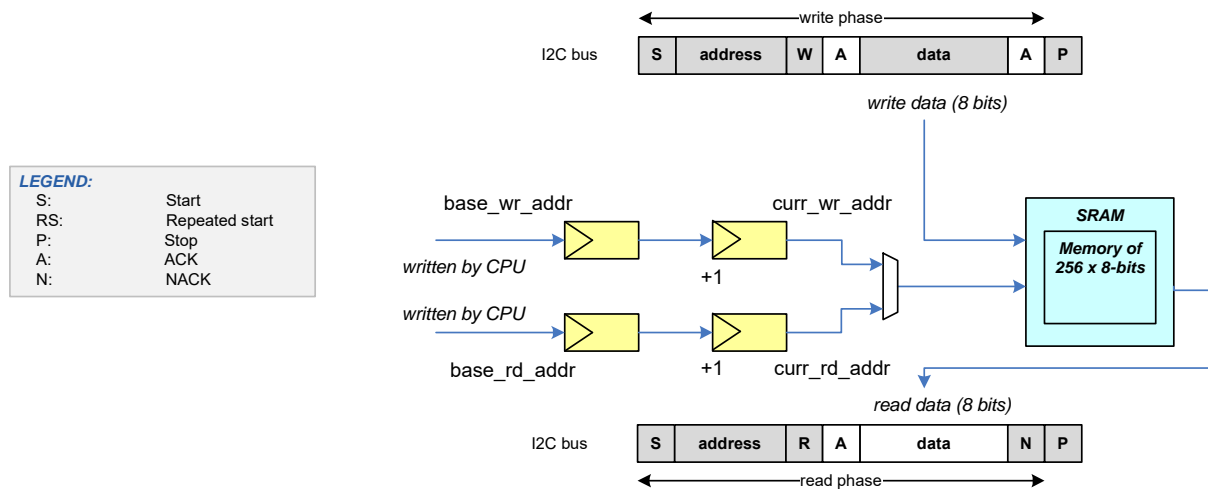 write phase
I2C bus
S address W A data A P
write data (8 bits)
LEGEND:
S: Start
RS: Repeated start
P: Stop
A: ACK
N: NACK
base_wr_addr
curr_wr_addr
written by CPU
+1
SRAM
Memory of
256 x 8-bits
written by CPU
base_rd_addr
+1
curr_rd_addr
read data (8 bits)
I2C bus
S address R A data N P
read phase